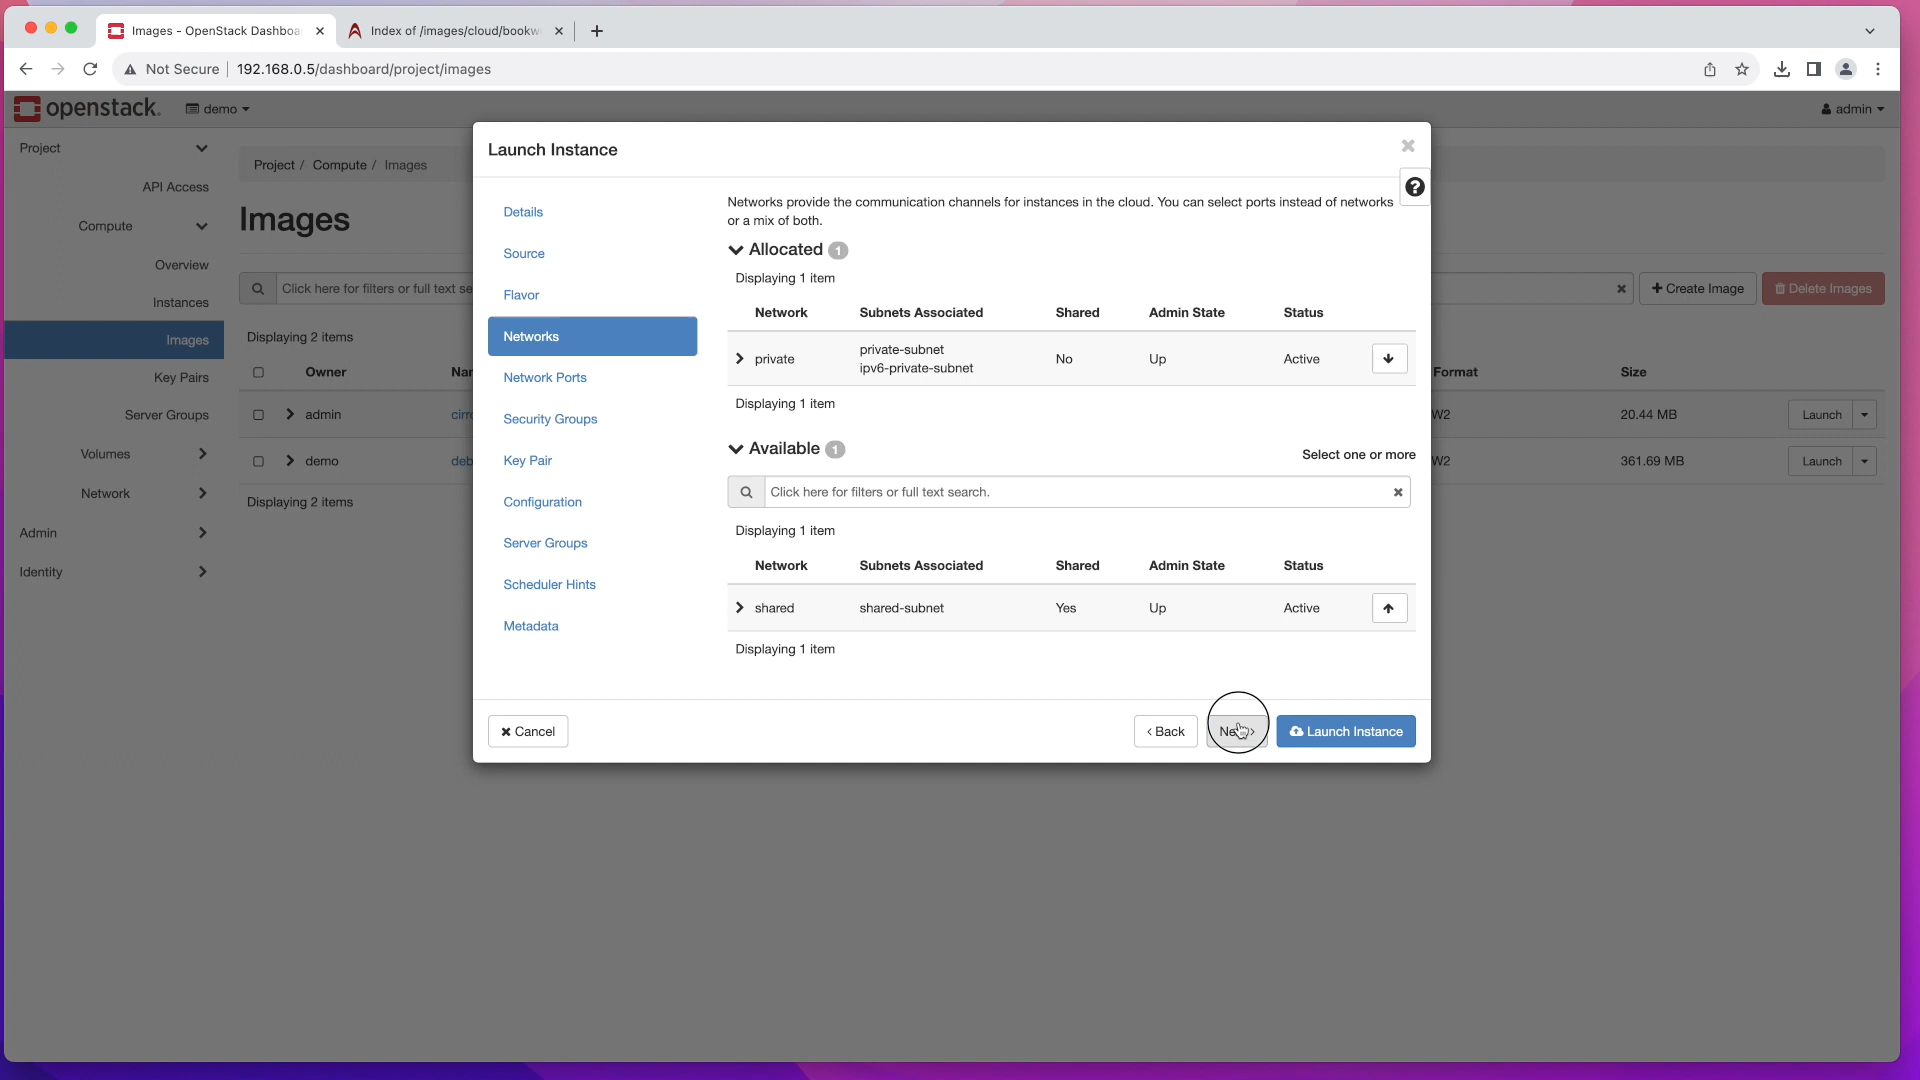 Images - OpenStack Dashboa
Index of /images/cloud/bookw
Not Secure
192.168.0.5/dashboard/project/images
openstack.
demo
admin
Project
API Access
Compute
Overview
Instances
Images
Key Pairs
Server Groups
Volumes
Network
Admin
Identity
Project / Compute / Images
Images
Click here for filters or full text se
Create Image
Delete Images
Displaying 2 items
Owner
Format
Size
admin
cirr
W2
20.44 MB
Launch
demo
deb
W2
361.69 MB
Launch
Displaying 2 items
Launch Instance
Details
Source
Flavor
Networks
Network Ports
Security Groups
Key Pair
Configuration
Server Groups
Scheduler Hints
Metadata
Networks provide the communication channels for instances in the cloud. You can select ports instead of networks
or a mix of both.
Allocated 1
Displaying 1 item
Network Subnets Associated Shared Admin State Status
private private-subnet No Up Active
ipv6-private-subnet
Displaying 1 item
Available 1
Select one or more
Click here for filters or full text search.
Displaying 1 item
Network Subnets Associated Shared Admin State Status
shared shared-subnet Yes Up Active
Displaying 1 item
Cancel
‹ Back
Launch Instance